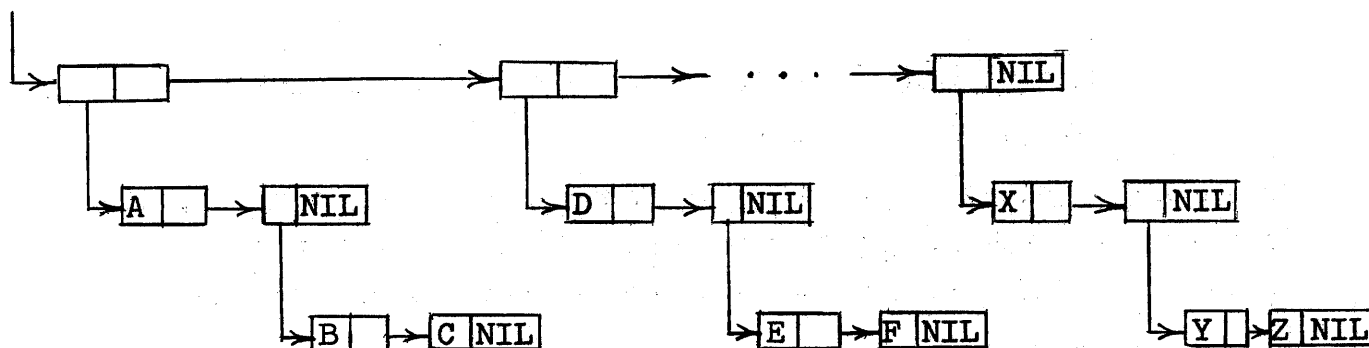 . . .
NIL
A NIL D NIL X NIL
B C NIL E F NIL Y Z NIL